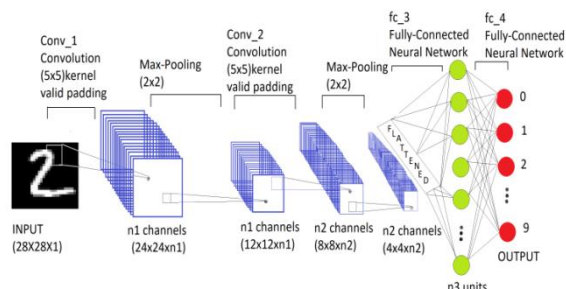 Conv_1
Convolution
(5x5)kernel
valid padding
Max-Pooling
(2x2)
Conv_2
Convolution
(5x5)kernel
valid padding
Max-Pooling
(2x2)
fc_3
Fully-Connected
Neural Network
fc_4
Fully-Connected
Neural Network
2
INPUT
(28X28X1)
n1 channels
(24x24xn1)
n1 channels
(12x12xn1)
n2 channels
(8x8xn2)
n2 channels
(4x4xn2)
FLATTENED
n3 units
0
1
2
9
OUTPUT